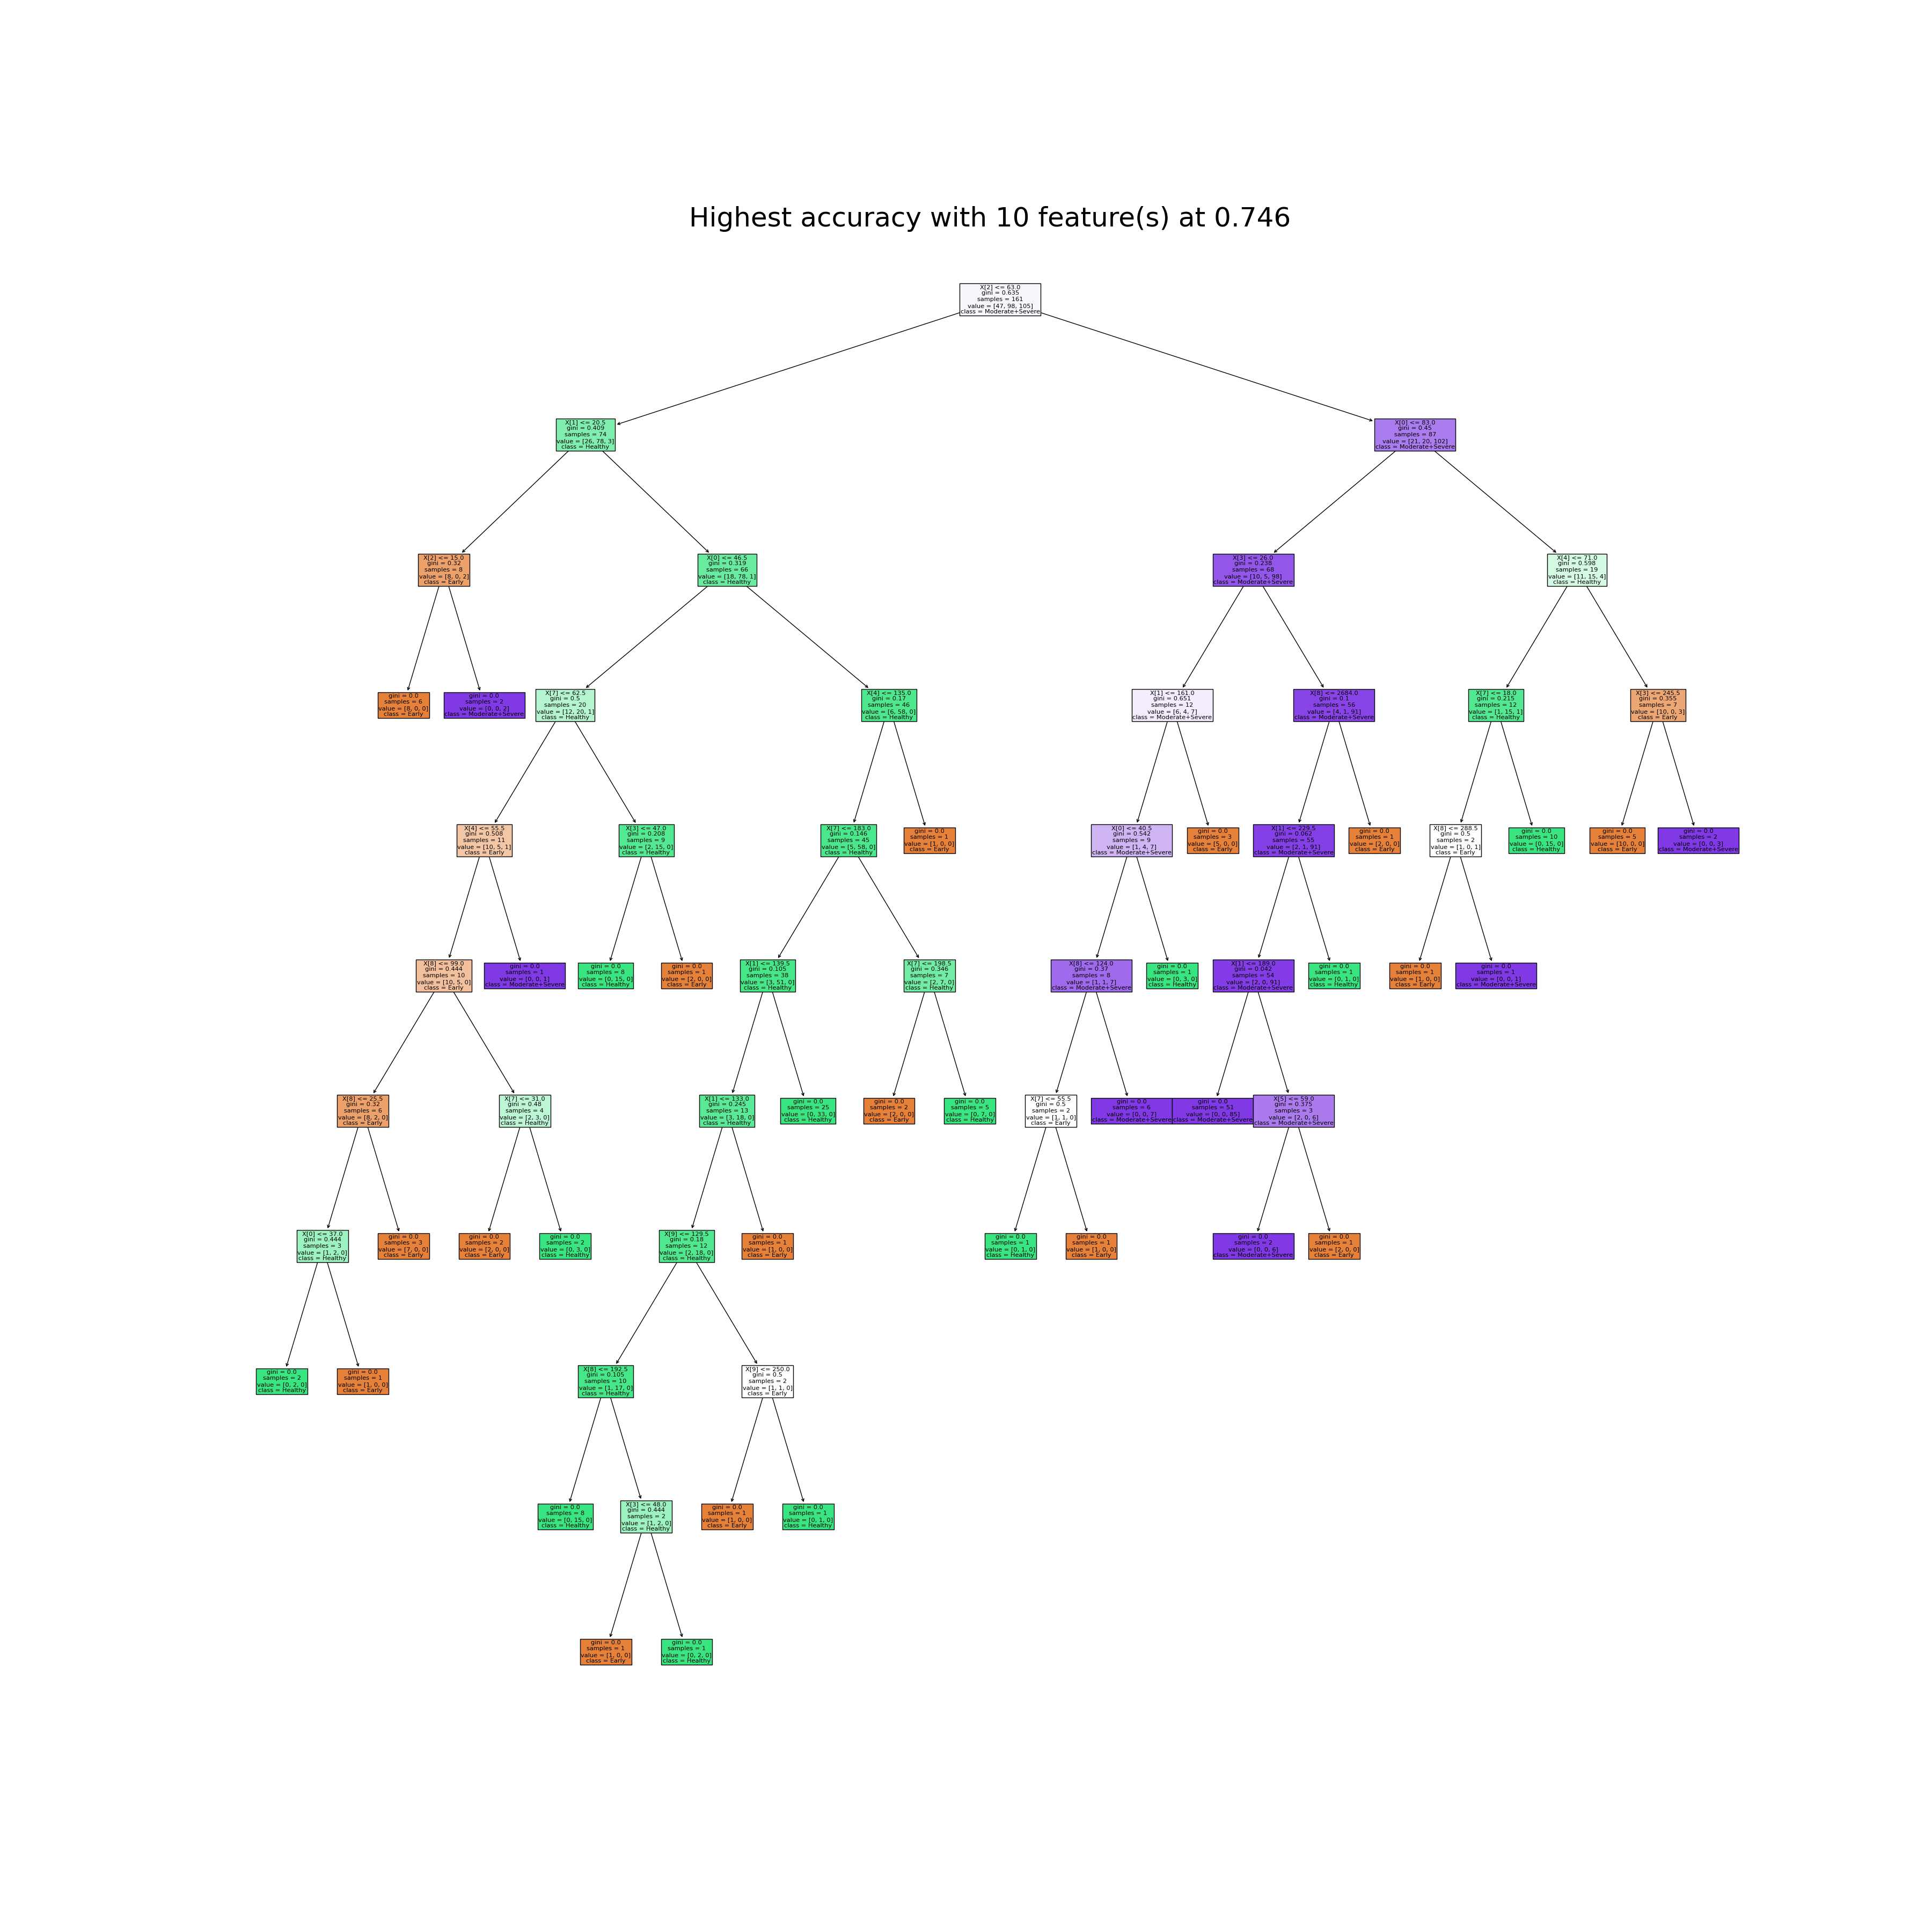 Highest accuracy with 10 feature(s) at 0.746
X[2] <= 63.0
gini = 0.635
samples = 161
value = [47, 98, 105]
class = Moderate+Severe
X[1] <= 20.5
gini = 0.409
samples = 74
value = [26, 78, 3]
class = Healthy
X[0] <= 83.0
gini = 0.45
samples = 87
value = [21, 20, 102]
class = Moderate+Severe
X[2] <= 15.0
gini = 0.32
samples = 8
value = [8, 0, 2]
class = Early
X[0] <= 46.5
gini = 0.319
samples = 66
value = [18, 78, 1]
class = Healthy
X[3] <= 26.0
gini = 0.238
samples = 68
value = [10, 5, 98]
class = Moderate+Severe
X[4] <= 71.0
gini = 0.598
samples = 19
value = [11, 15, 4]
class = Healthy
gini = 0.0
samples = 6
value = [8, 0, 0]
class = Early
gini = 0.0
samples = 2
value = [0, 0, 2]
class = Moderate+Severe
X[7] <= 62.5
gini = 0.5
samples = 20
value = [12, 20, 1]
class = Healthy
X[4] <= 135.0
gini = 0.17
samples = 46
value = [6, 58, 0]
class = Healthy
X[1] <= 161.0
gini = 0.651
samples = 12
value = [6, 4, 7]
class = Moderate+Severe
X[8] <= 2684.0
gini = 0.1
samples = 56
value = [4, 1, 91]
class = Moderate+Severe
X[7] <= 18.0
gini = 0.215
samples = 12
value = [1, 15, 1]
class = Healthy
X[3] <= 245.5
gini = 0.355
samples = 7
value = [10, 0, 3]
class = Early
X[4] <= 55.5
gini = 0.508
samples = 11
value = [10, 5, 1]
class = Early
X[3] <= 47.0
gini = 0.208
samples = 9
value = [2, 15, 0]
class = Healthy
X[7] <= 183.0
gini = 0.146
samples = 45
value = [5, 58, 0]
class = Healthy
gini = 0.0
samples = 1
value = [1, 0, 0]
class = Early
X[0] <= 40.5
gini = 0.542
samples = 9
value = [1, 4, 7]
class = Moderate+Severe
gini = 0.0
samples = 3
value = [5, 0, 0]
class = Early
X[1] <= 229.5
gini = 0.062
samples = 55
value = [2, 1, 91]
class = Moderate+Severe
gini = 0.0
samples = 1
value = [2, 0, 0]
class = Early
X[8] <= 288.5
gini = 0.5
samples = 2
value = [1, 0, 1]
class = Early
gini = 0.0
samples = 10
value = [0, 15, 0]
class = Healthy
gini = 0.0
samples = 5
value = [10, 0, 0]
class = Early
gini = 0.0
samples = 2
value = [0, 0, 3]
class = Moderate+Severe
X[8] <= 99.0
gini = 0.444
samples = 10
value = [10, 5, 0]
class = Early
gini = 0.0
samples = 1
value = [0, 0, 1]
class = Moderate+Severe
gini = 0.0
samples = 8
value = [0, 15, 0]
class = Healthy
gini = 0.0
samples = 1
value = [2, 0, 0]
class = Early
X[1] <= 139.5
gini = 0.105
samples = 38
value = [3, 51, 0]
class = Healthy
X[7] <= 198.5
gini = 0.346
samples = 7
value = [2, 7, 0]
class = Healthy
X[8] <= 124.0
gini = 0.37
samples = 8
value = [1, 1, 7]
class = Moderate+Severe
gini = 0.0
samples = 1
value = [0, 3, 0]
class = Healthy
X[1] <= 189.0
gini = 0.042
samples = 54
value = [2, 0, 91]
class = Moderate+Severe
gini = 0.0
samples = 1
value = [0, 1, 0]
class = Healthy
gini = 0.0
samples = 1
value = [1, 0, 0]
class = Early
gini = 0.0
samples = 1
value = [0, 0, 1]
class = Moderate+Severe
X[8] <= 25.5
gini = 0.32
samples = 6
value = [8, 2, 0]
class = Early
X[7] <= 31.0
gini = 0.48
samples = 4
value = [2, 3, 0]
class = Healthy
X[1] <= 133.0
gini = 0.245
samples = 13
value = [3, 18, 0]
class = Healthy
gini = 0.0
samples = 25
value = [0, 33, 0]
class = Healthy
gini = 0.0
samples = 2
value = [2, 0, 0]
class = Early
gini = 0.0
samples = 5
value = [0, 7, 0]
class = Healthy
X[7] <= 55.5
gini = 0.5
samples = 2
value = [1, 1, 0]
class = Early
gini = 0.0
samples = 6
value = [0, 0, 7]
class = Moderate+Severe
gini = 0.0
samples = 51
value = [0, 0, 85]
class = Moderate+Severe
X[5] <= 59.0
gini = 0.375
samples = 3
value = [2, 0, 6]
class = Moderate+Severe
X[0] <= 37.0
gini = 0.444
samples = 3
value = [1, 2, 0]
class = Healthy
gini = 0.0
samples = 3
value = [7, 0, 0]
class = Early
gini = 0.0
samples = 2
value = [2, 0, 0]
class = Early
gini = 0.0
samples = 2
value = [0, 3, 0]
class = Healthy
X[9] <= 129.5
gini = 0.18
samples = 12
value = [2, 18, 0]
class = Healthy
gini = 0.0
samples = 1
value = [1, 0, 0]
class = Early
gini = 0.0
samples = 1
value = [0, 1, 0]
class = Healthy
gini = 0.0
samples = 1
value = [1, 0, 0]
class = Early
gini = 0.0
samples = 2
value = [0, 0, 6]
class = Moderate+Severe
gini = 0.0
samples = 1
value = [2, 0, 0]
class = Early
gini = 0.0
samples = 2
value = [0, 2, 0]
class = Healthy
gini = 0.0
samples = 1
value = [1, 0, 0]
class = Early
X[8] <= 192.5
gini = 0.105
samples = 10
value = [1, 17, 0]
class = Healthy
X[9] <= 250.0
gini = 0.5
samples = 2
value = [1, 1, 0]
class = Early
gini = 0.0
samples = 8
value = [0, 15, 0]
class = Healthy
X[3] <= 48.0
gini = 0.444
samples = 2
value = [1, 2, 0]
class = Healthy
gini = 0.0
samples = 1
value = [1, 0, 0]
class = Early
gini = 0.0
samples = 1
value = [0, 1, 0]
class = Healthy
gini = 0.0
samples = 1
value = [1, 0, 0]
class = Early
gini = 0.0
samples = 1
value = [0, 2, 0]
class = Healthy